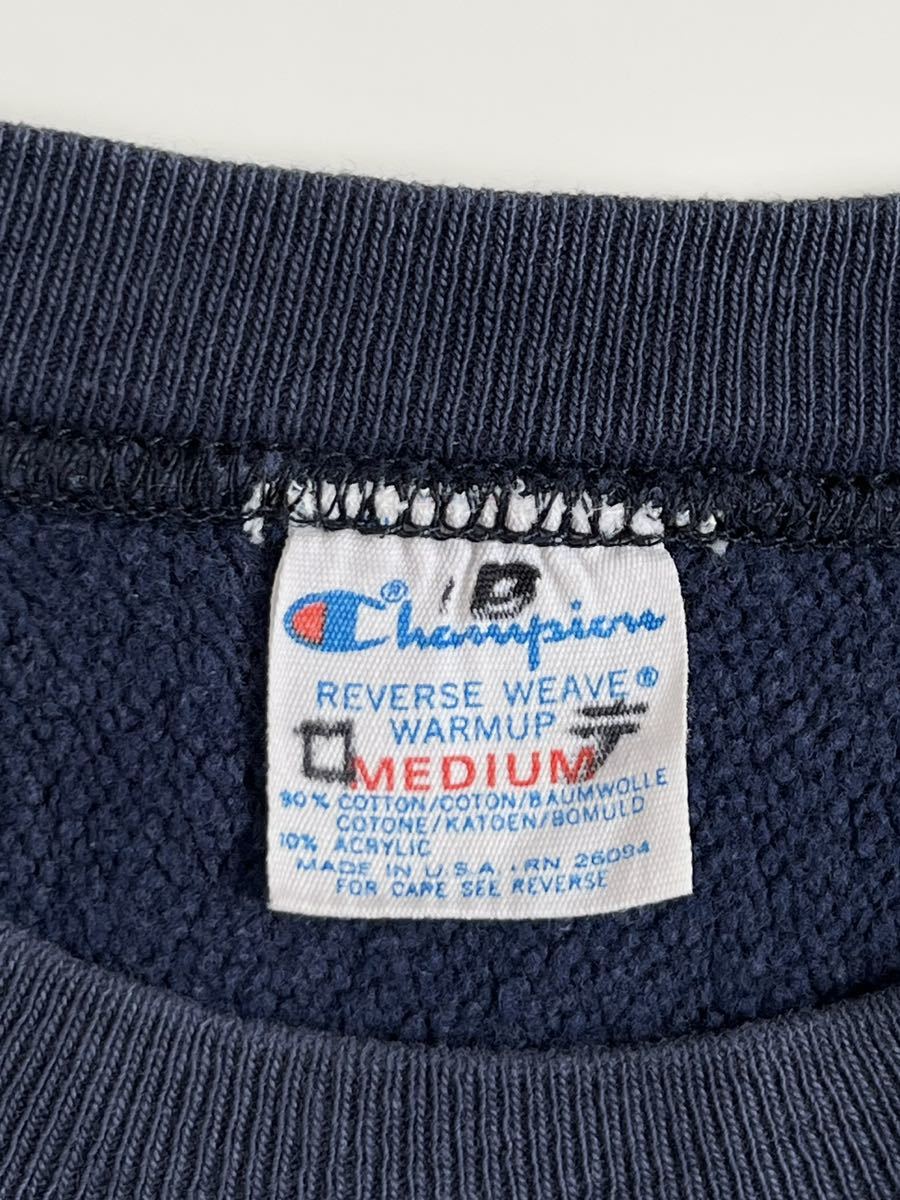 Champion®
REVERSE WEAVE®
WARMUP
MEDIUM
90% COTTON/COTON/BAUMWOLLE
COTONE/KATOEN/BOMULD
10% ACRYLIC
MADE IN U.S.A. RN 26094
FOR CARE SEE REVERSE